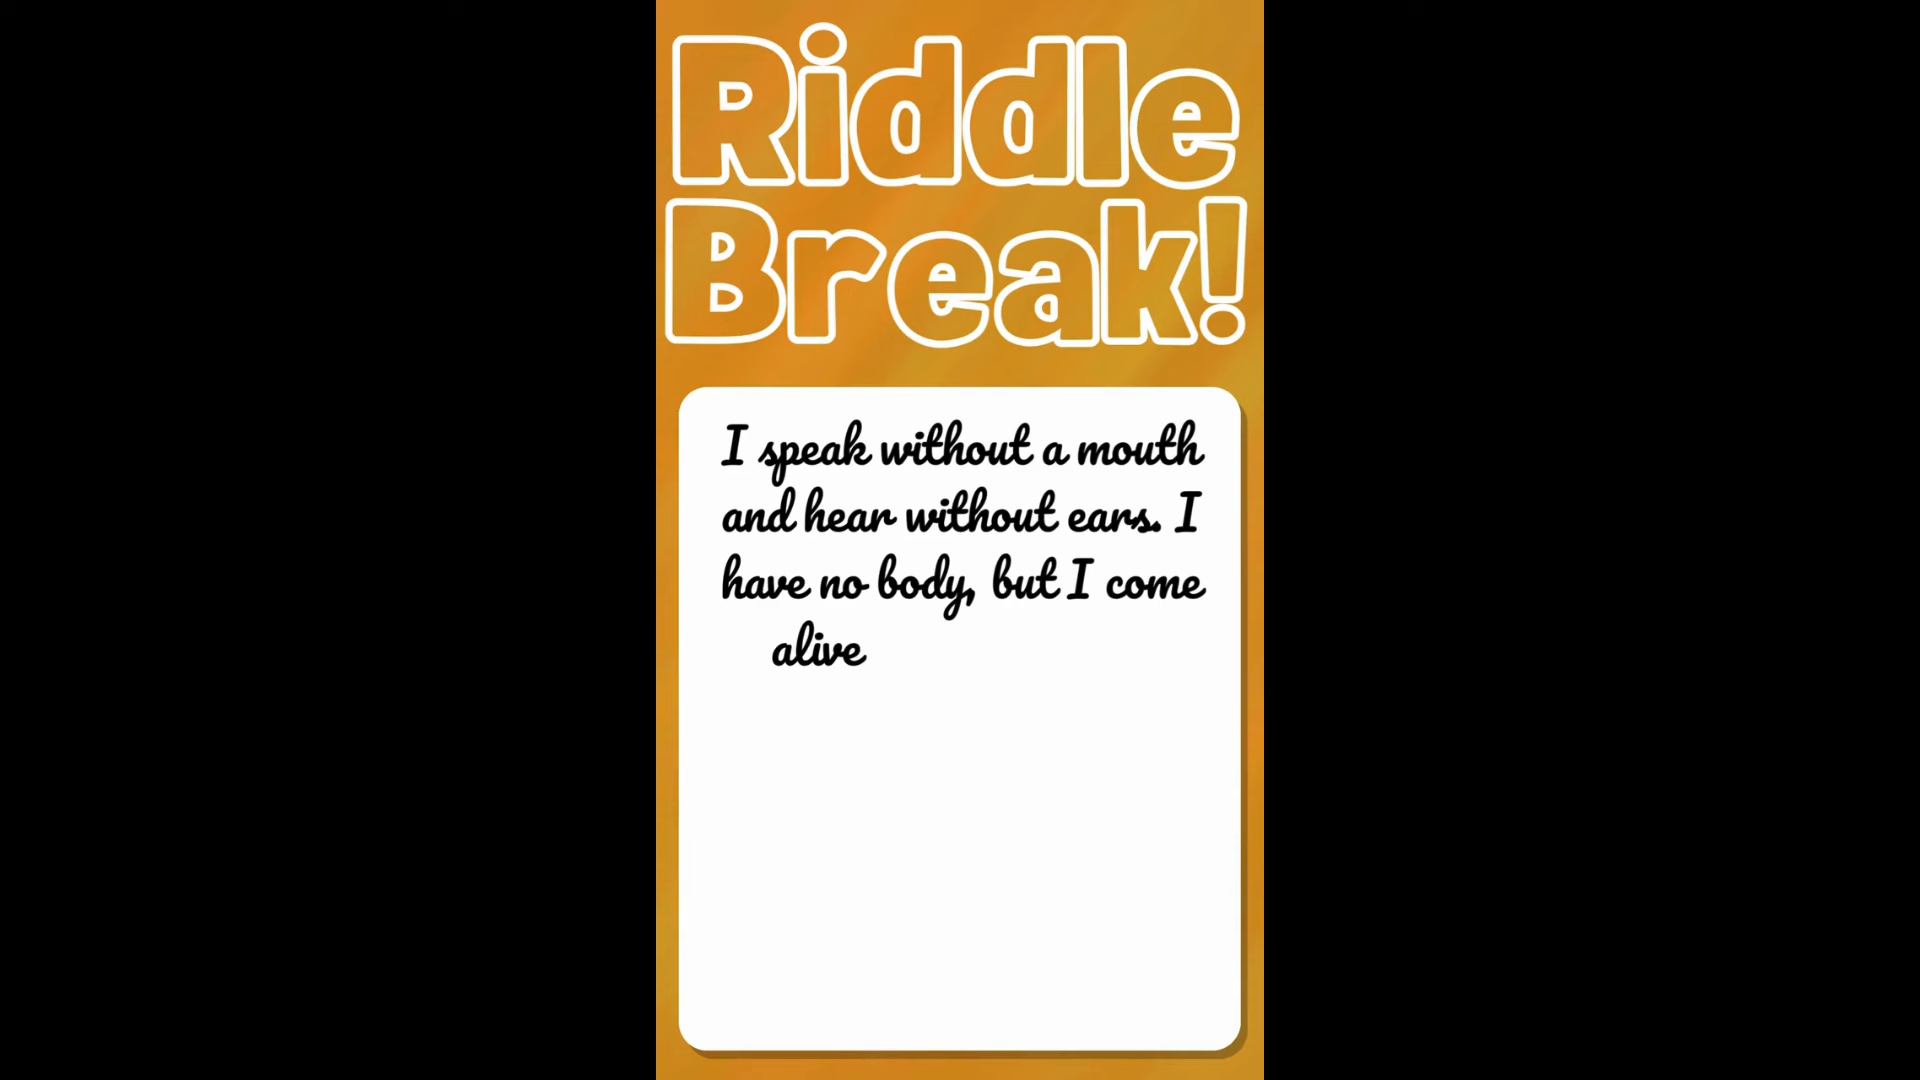 Riddle
Break!
I speak without a mouth
and hear without ears. I
have no body, but I come
alive